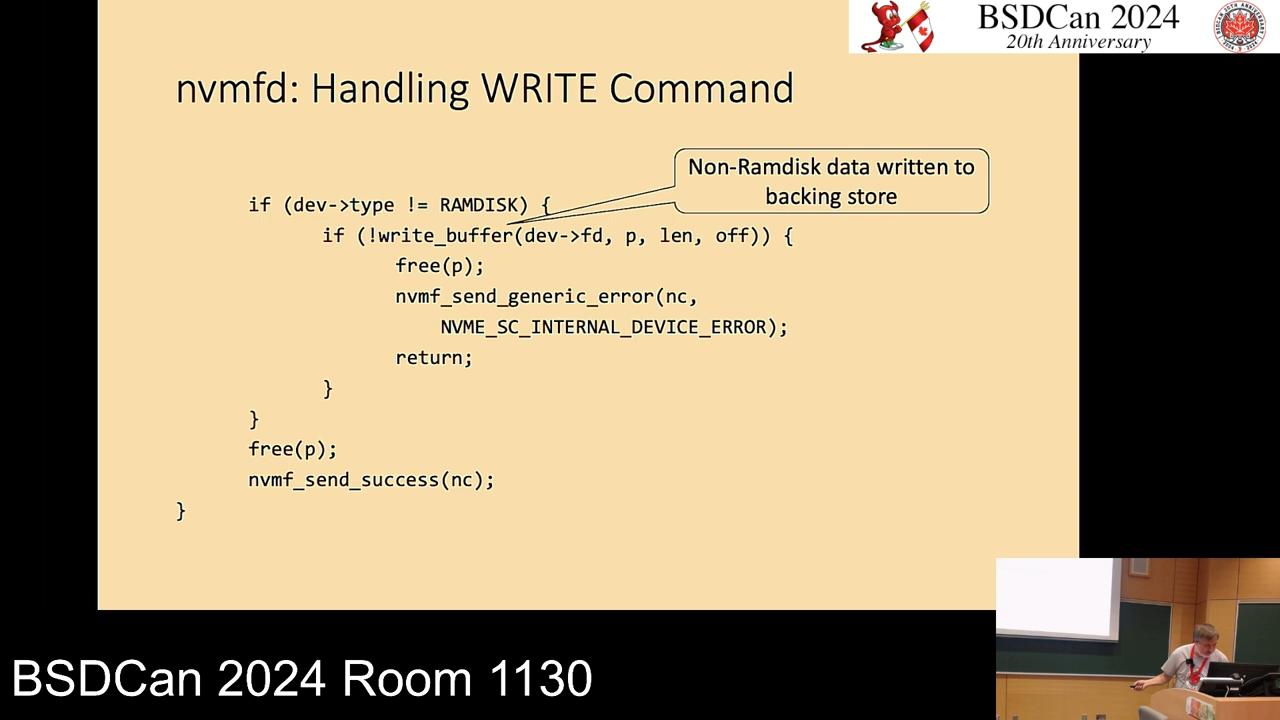 BSDCan 2024
20th Anniversary
nvmfd: Handling WRITE Command
Non-Ramdisk data written to
backing store
if (dev->type != RAMDISK) {
if (!write_buffer(dev->fd, p, len, off)) {
free(p);
nvmf_send_generic_error(nc,
NVME_SC_INTERNAL_DEVICE_ERROR);
return;
}
}
free(p);
nvmf_send_success(nc);
}
BSDCan 2024 Room 1130